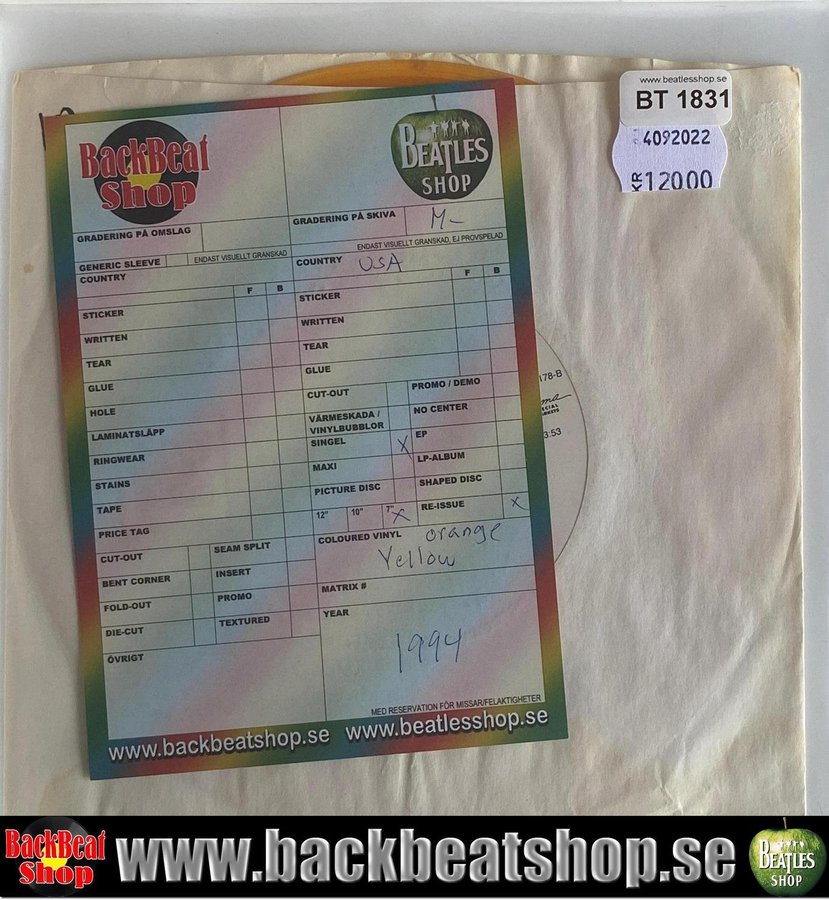 www.beatlesshop.se
BT 1831
4092022
KR 120.00
BackBeat
Shop
BEATLES
SHOP
GRADERING PÅ OMSLAG
GRADERING PÅ SKIVA
M-
ENDAST VISUELLT GRANSKAD
ENDAST VISUELLT GRANSKAD, EJ PROVSPELAD
GENERIC SLEEVE
COUNTRY
COUNTRY USA
F B
F B
STICKER
WRITTEN
TEAR
GLUE
HOLE
LAMINATSLÄPP
RINGWEAR
STAINS
TAPE
PRICE TAG
CUT-OUT
SEAM SPLIT
BENT CORNER
INSERT
FOLD-OUT
PROMO
DIE-CUT
TEXTURED
ÖVRIGT
STICKER
WRITTEN
TEAR
GLUE
CUT-OUT
PROMO / DEMO
VÄRMESKADA /
VINYLBUBBLOR
NO CENTER
SINGEL X
EP
MAXI
LP-ALBUM
PICTURE DISC
SHAPED DISC
12" 10" 7" X
RE-ISSUE X
COLOURED VINYL orange
Yellow
MATRIX #
YEAR
1994
MED RESERVATION FÖR MISSAR/FELAKTIGHETER
www.backbeatshop.se www.beatlesshop.se
178-B
3:53
BackBeat
Shop
www.backbeatshop.se
BEATLES
SHOP